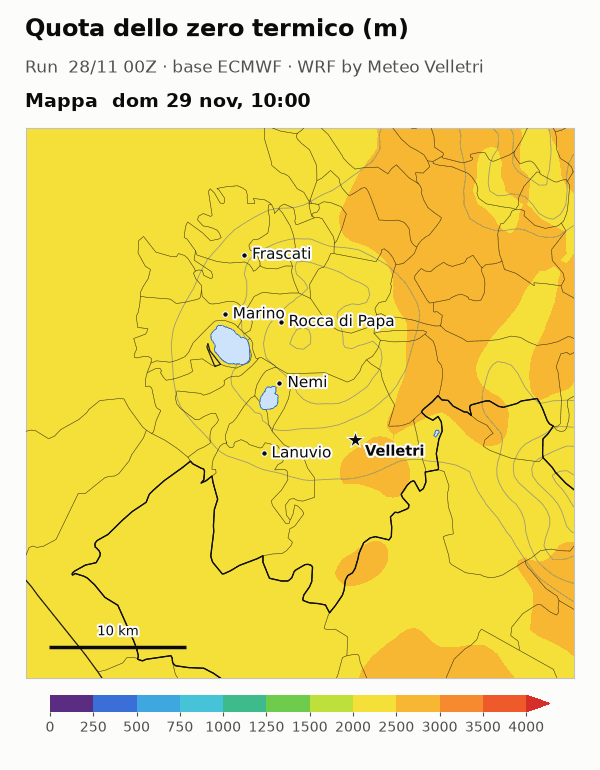 Quota dello zero termico (m)
Run  28/11 00Z · base ECMWF · WRF by Meteo Velletri
Mappa  dom 29 nov, 10:00
Frascati
Marino
Rocca di Papa
Nemi
Velletri
Lanuvio
10 km
0 250 500 750 1000 1250 1500 2000 2500 3000 3500 4000